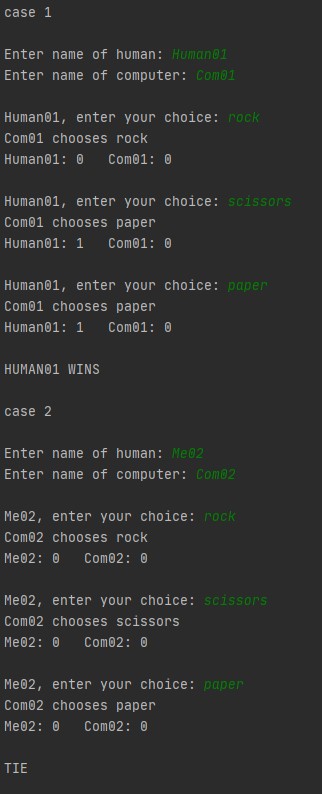 case 1
Enter name of human: Human01
Enter name of computer: Com01
Human01, enter your choice: rock
Com01 chooses rock
Human01: 0   Com01: 0
Human01, enter your choice: scissors
Com01 chooses paper
Human01: 1   Com01: 0
Human01, enter your choice: paper
Com01 chooses paper
Human01: 1   Com01: 0
HUMAN01 WINS
case 2
Enter name of human: Me02
Enter name of computer: Com02
Me02, enter your choice: rock
Com02 chooses rock
Me02: 0   Com02: 0
Me02, enter your choice: scissors
Com02 chooses scissors
Me02: 0   Com02: 0
Me02, enter your choice: paper
Com02 chooses paper
Me02: 0   Com02: 0
TIE